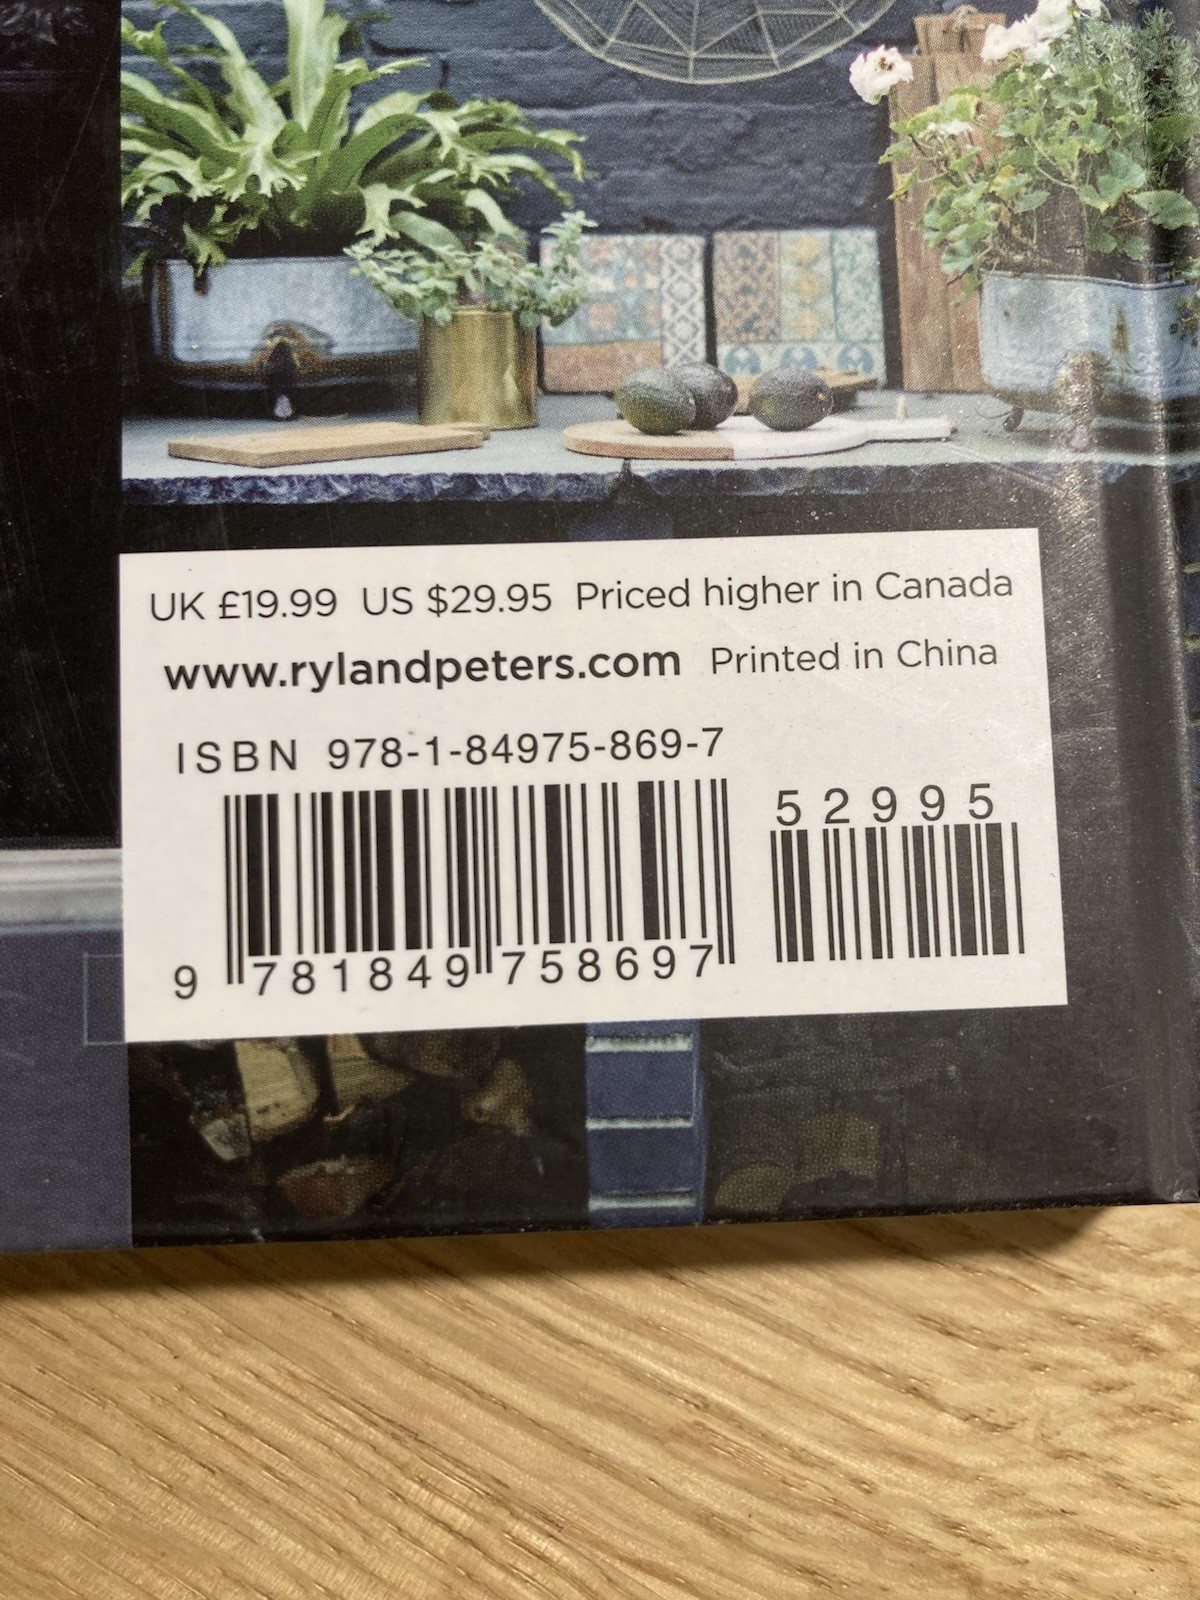 UK £19.99 US $29.95 Priced higher in Canada
www.rylandpeters.com Printed in China
ISBN 978-1-84975-869-7
52995
9 781849 758697